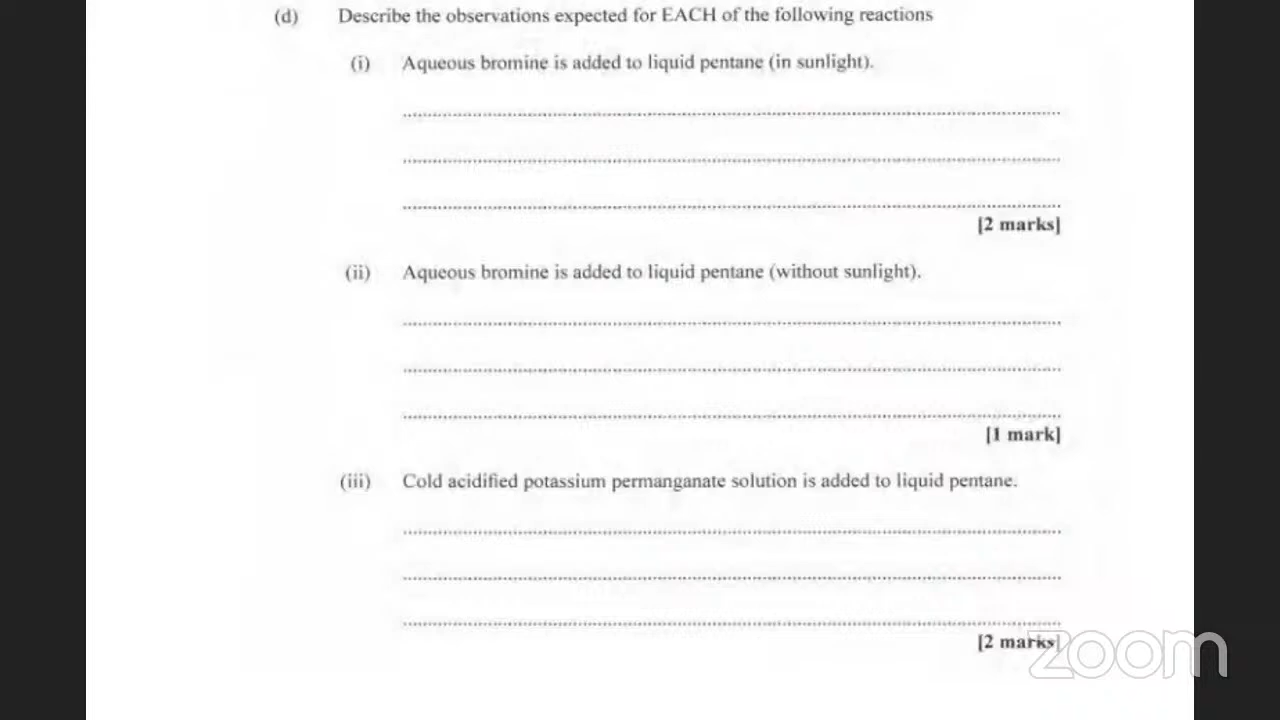 (d) Describe the observations expected for EACH of the following reactions
(i) Aqueous bromine is added to liquid pentane (in sunlight).
[2 marks]
(ii) Aqueous bromine is added to liquid pentane (without sunlight).
[1 mark]
(iii) Cold acidified potassium permanganate solution is added to liquid pentane.
[2 marks]
zoom